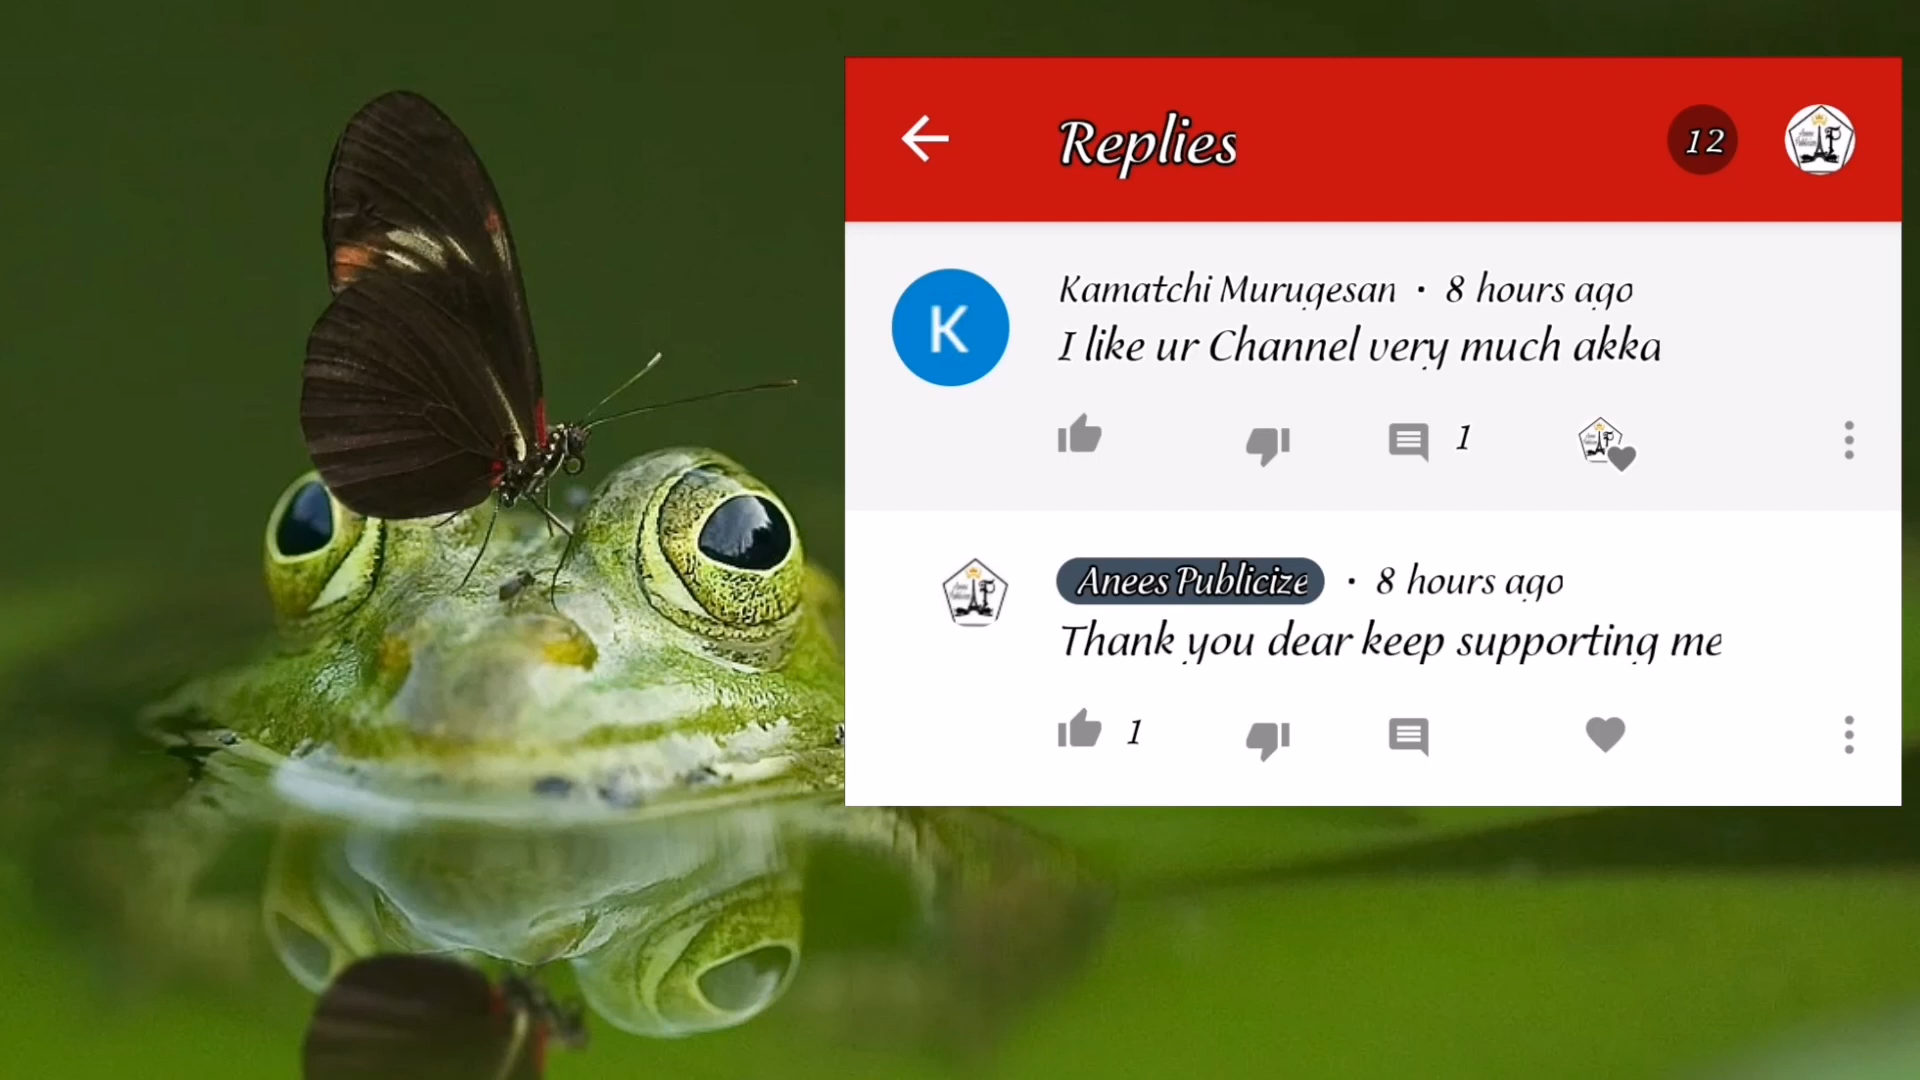 Replies
12
K
Kamatchi Murugesan · 8 hours ago
I like ur Channel very much akka
1
Anees Publicize · 8 hours ago
Thank you dear keep supporting me
1